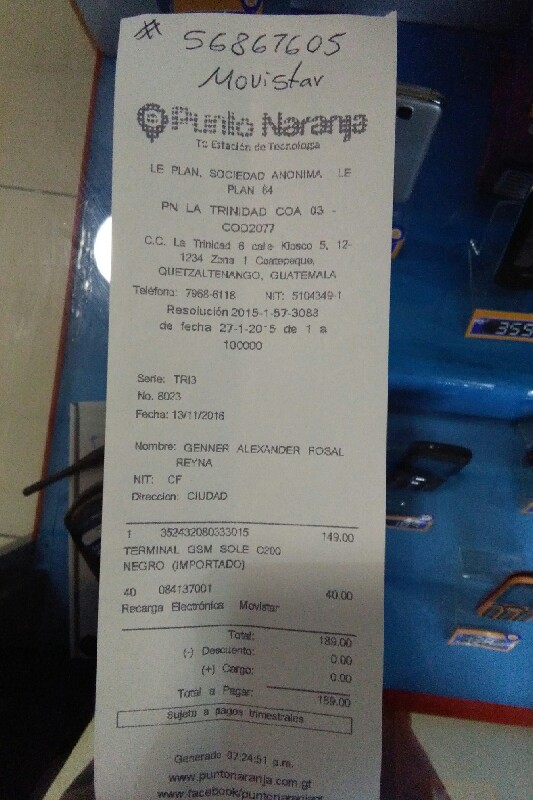 # 56867605
Movistar
Punto Naranja
Tu Estación de Tecnología
LE PLAN, SOCIEDAD ANONIMA LE
PLAN 64
PN LA TRINIDAD COA 03 -
COD2077
C.C. La Trinidad 6 calle Kiosco 5, 12-
1234 Zona 1 Coatepeque,
QUETZALTENANGO, GUATEMALA
Teléfono: 7968-6118 NIT: 5104349-1
Resolución 2015-1-57-3088
de fecha 27-1-2015 de 1 a
100000
Serie: TRI3
No. 8023
Fecha: 13/11/2016
Nombre: GENNER ALEXANDER ROSAL
REYNA
NIT: CF
Direccion: CIUDAD
1 352432080333015 149.00
TERMINAL GSM SOLE C200
NEGRO (IMPORTADO)
40 084137001 40.00
Recarga Electrónica Movistar
Total: 189.00
(-) Descuento: 0.00
(+) Cargo: 0.00
Total a Pagar: 189.00
Sujeto a pagos trimestrales
Generado 07:24:51 a.m.
www.puntonaranja.com.gt
355